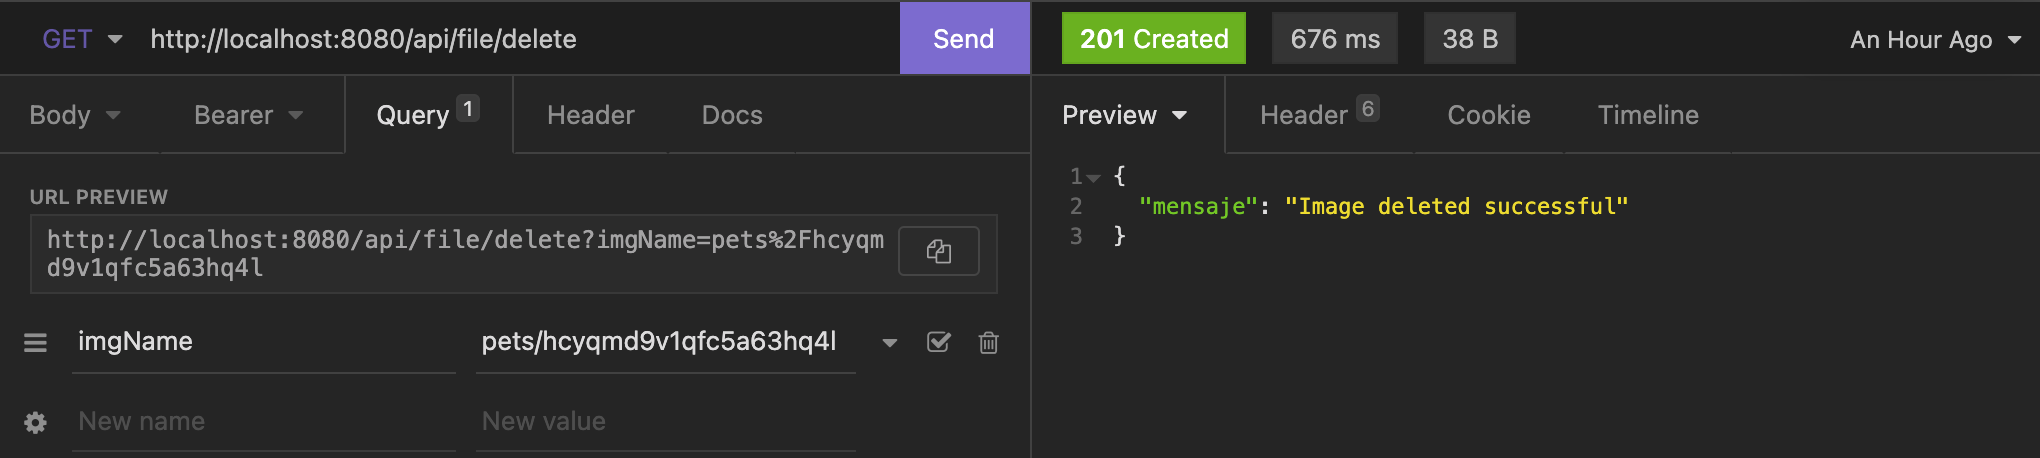 GET http://localhost:8080/api/file/delete Send
Body Bearer Query 1 Header Docs
URL PREVIEW
http://localhost:8080/api/file/delete?imgName=pets%2Fhcyqm
d9v1qfc5a63hq4l
imgName pets/hcyqmd9v1qfc5a63hq4l
New name New value
201 Created 676 ms 38 B An Hour Ago
Preview Header 6 Cookie Timeline
1 {
2 "mensaje": "Image deleted successful"
3 }